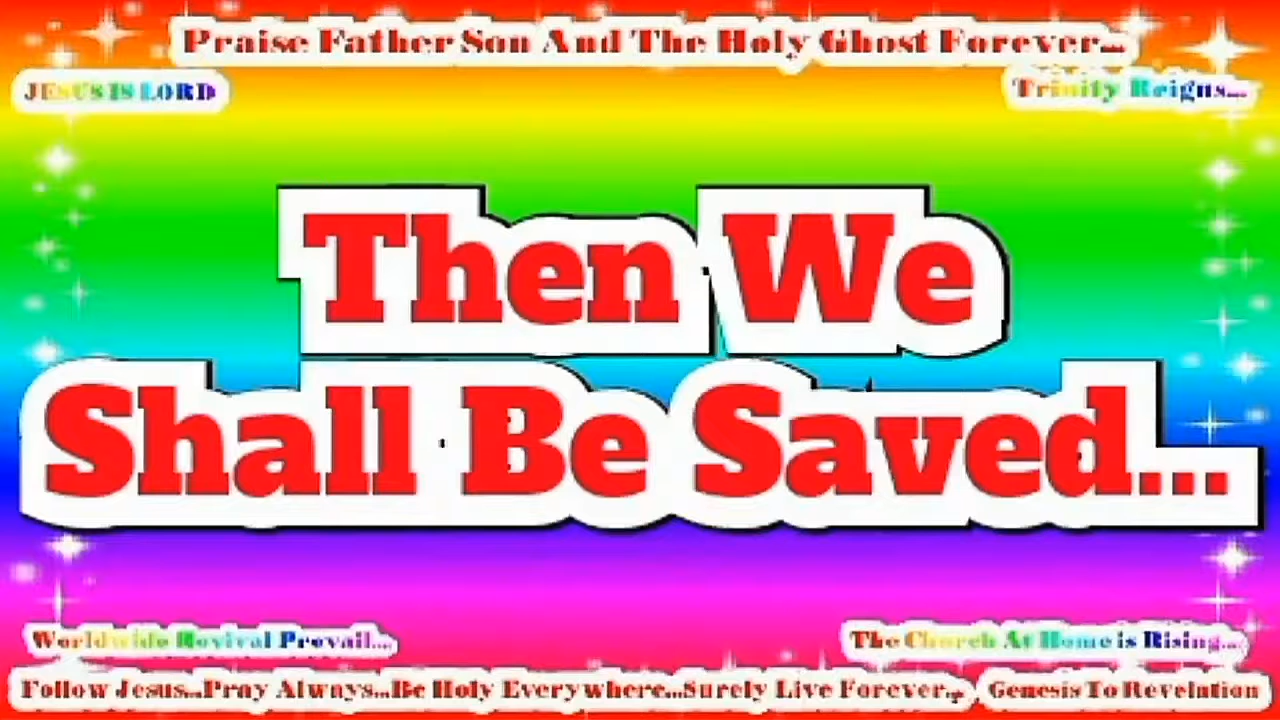 Praise Father Son And The Holy Ghost Forever...
JESUS IS LORD
Trinity Reigns...
Then We
Shall Be Saved...
Worldwide Revival Prevail...
The Church At Home is Rising...
Follow Jesus...Pray Always...Be Holy Everywhere...Surely Live Forever...
Genesis To Revelation